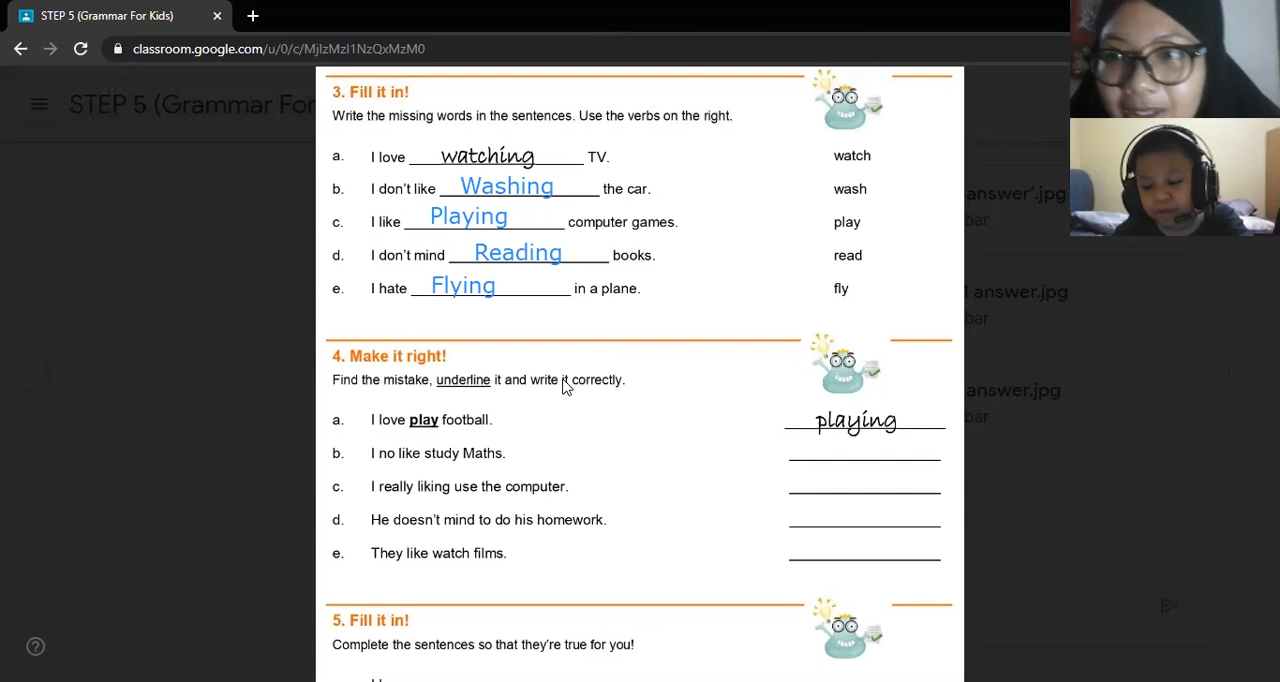 STEP 5 (Grammar For Kids)
classroom.google.com/u/0/c/MjIzMzI1NzQxMzM0
STEP 5 (Grammar For
3. Fill it in!
Write the missing words in the sentences. Use the verbs on the right.
a. I love watching TV. watch
b. I don't like Washing the car. wash
c. I like Playing computer games. play
d. I don't mind Reading books. read
e. I hate Flying in a plane. fly
answer'.jpg
bar
answer.jpg
bar
answer.jpg
bar
4. Make it right!
Find the mistake, underline it and write it correctly.
a. I love play football. playing
b. I no like study Maths.
c. I really liking use the computer.
d. He doesn't mind to do his homework.
e. They like watch films.
5. Fill it in!
Complete the sentences so that they're true for you!